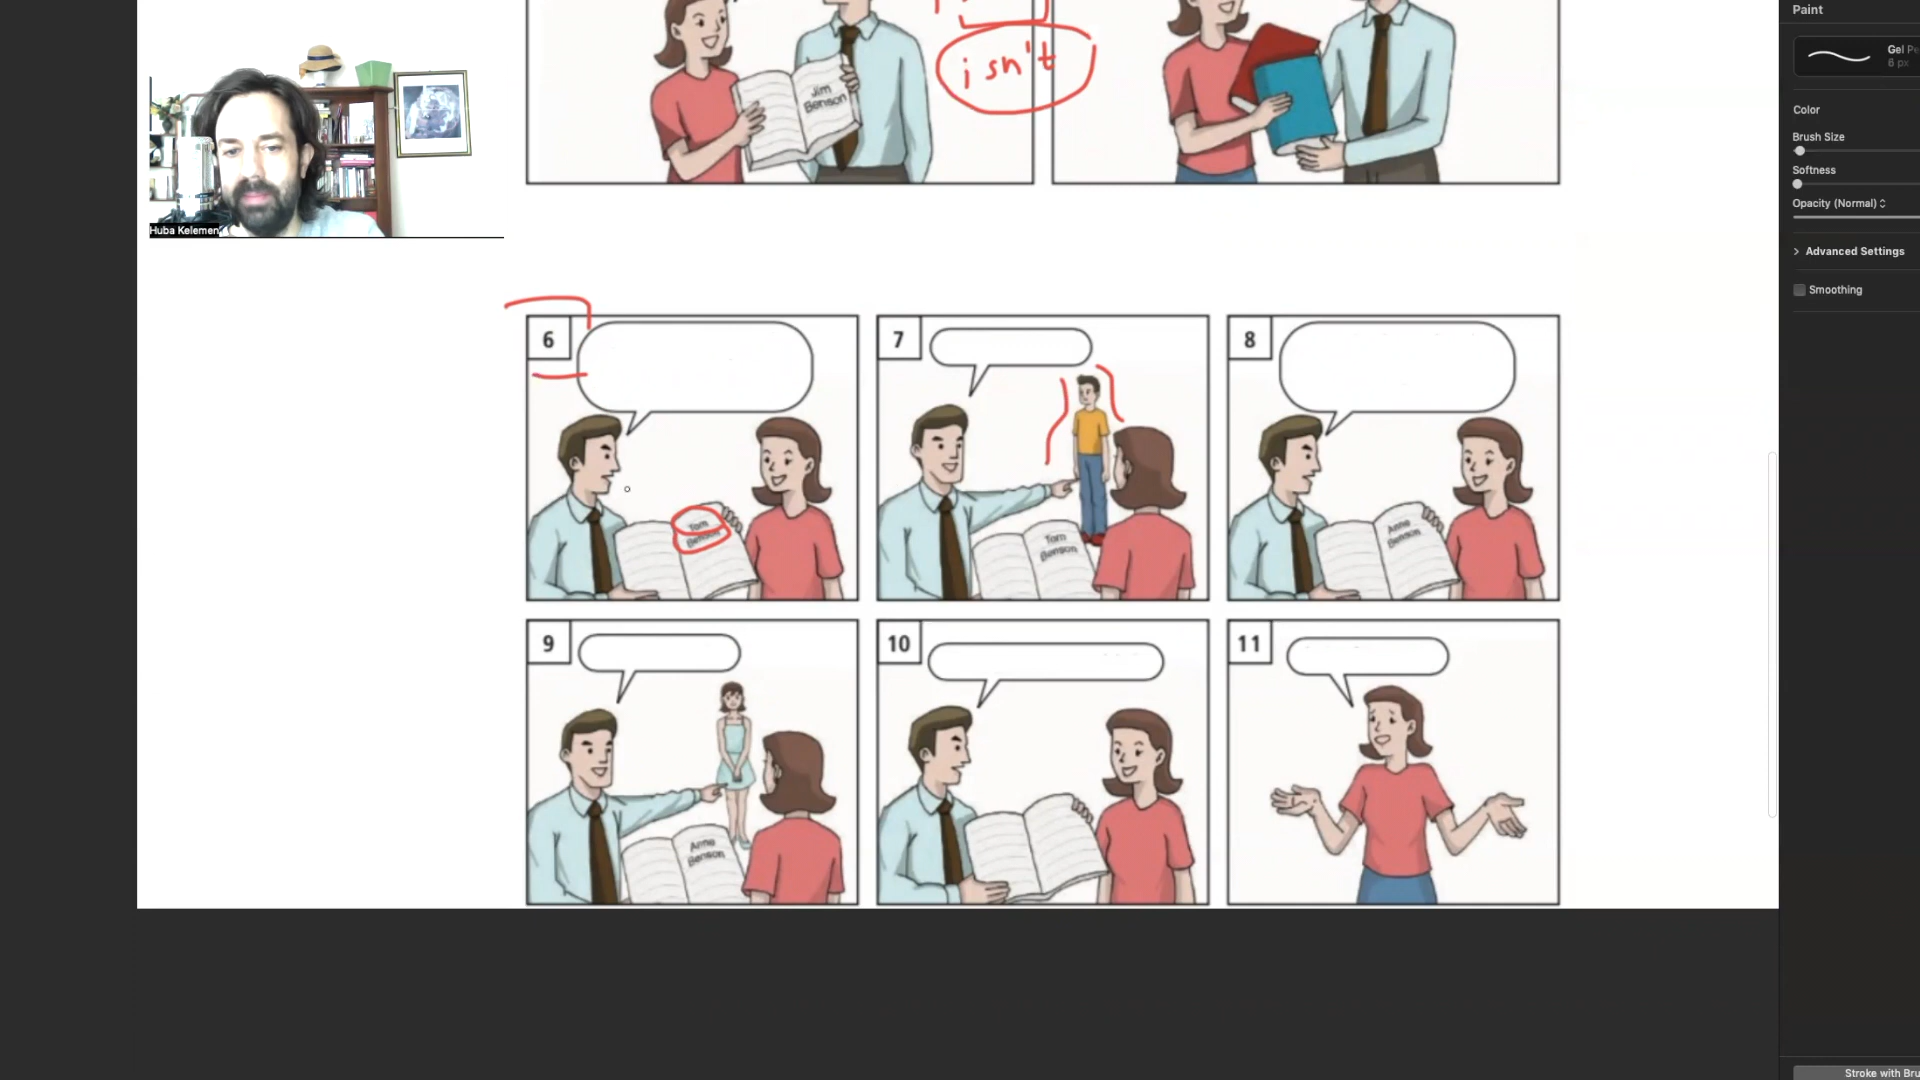 Paint
Gel Pe
6 px
Color
Brush Size
Softness
Opacity (Normal)
Advanced Settings
Smoothing
Stroke with Bru
isn't
Jim
Benson
Huba Kelemen
6
Tom
Benson
7
Tom
Benson
8
Anne
Benson
9
Anne
Benson
10
11